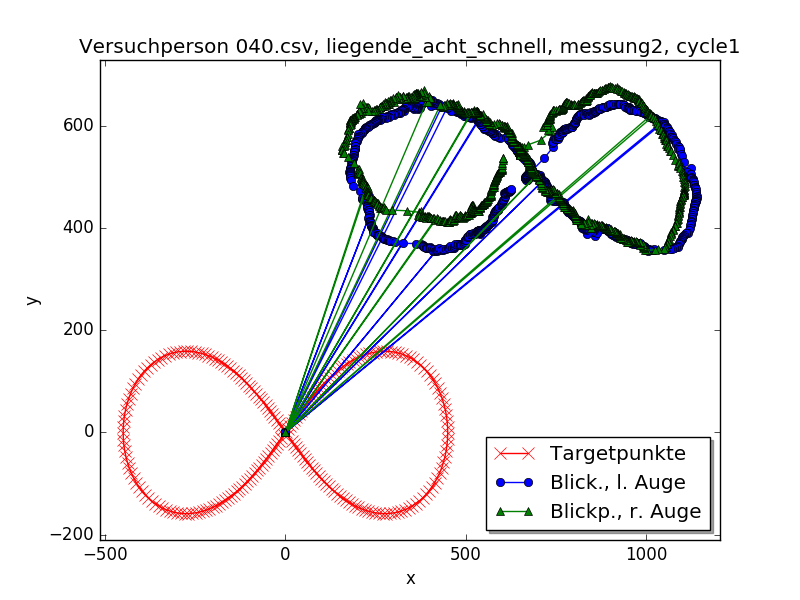 Versuchperson 040.csv, liegende_acht_schnell, messung2, cycle1
y
600
400
200
0
−200
−500
0
500
1000
x
Targetpunkte
Blick., l. Auge
Blickp., r. Auge